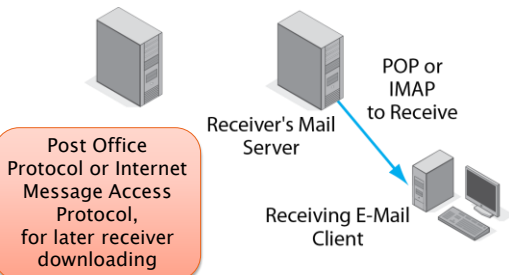 POP or
IMAP
to Receive
Receiver's Mail
Server
Post Office
Protocol or Internet
Message Access
Protocol,
for later receiver
downloading
Receiving E-Mail
Client